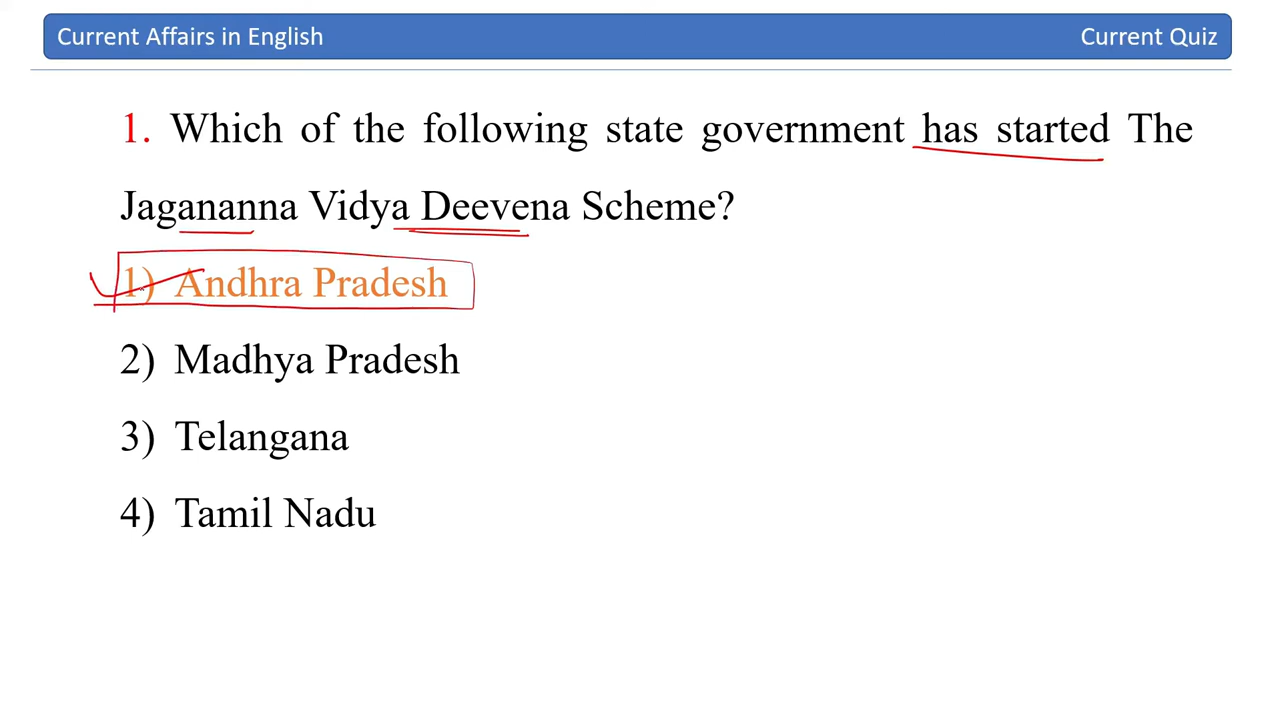 Current Affairs in English
Current Quiz
1. Which of the following state government has started The
Jagananna Vidya Deevena Scheme?
1) Andhra Pradesh
2) Madhya Pradesh
3) Telangana
4) Tamil Nadu